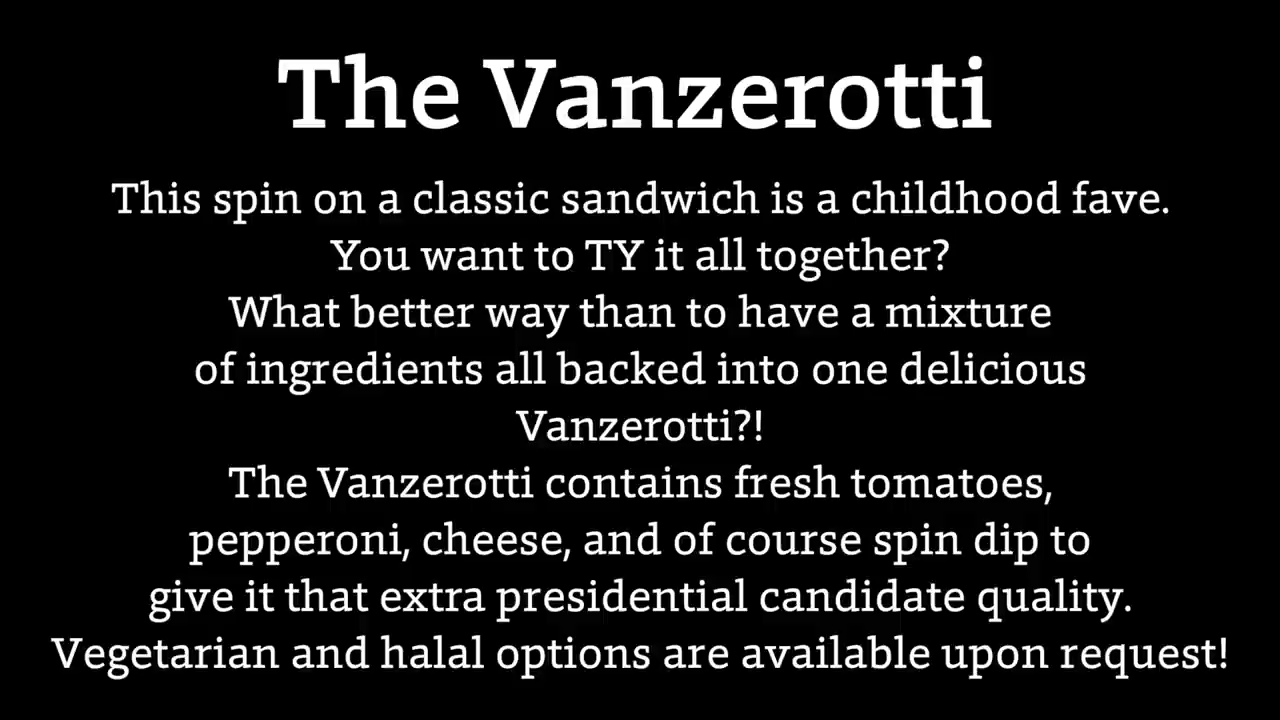 The Vanzerotti
This spin on a classic sandwich is a childhood fave.
You want to TY it all together?
What better way than to have a mixture
of ingredients all backed into one delicious
Vanzerotti?!
The Vanzerotti contains fresh tomatoes,
pepperoni, cheese, and of course spin dip to
give it that extra presidential candidate quality.
Vegetarian and halal options are available upon request!